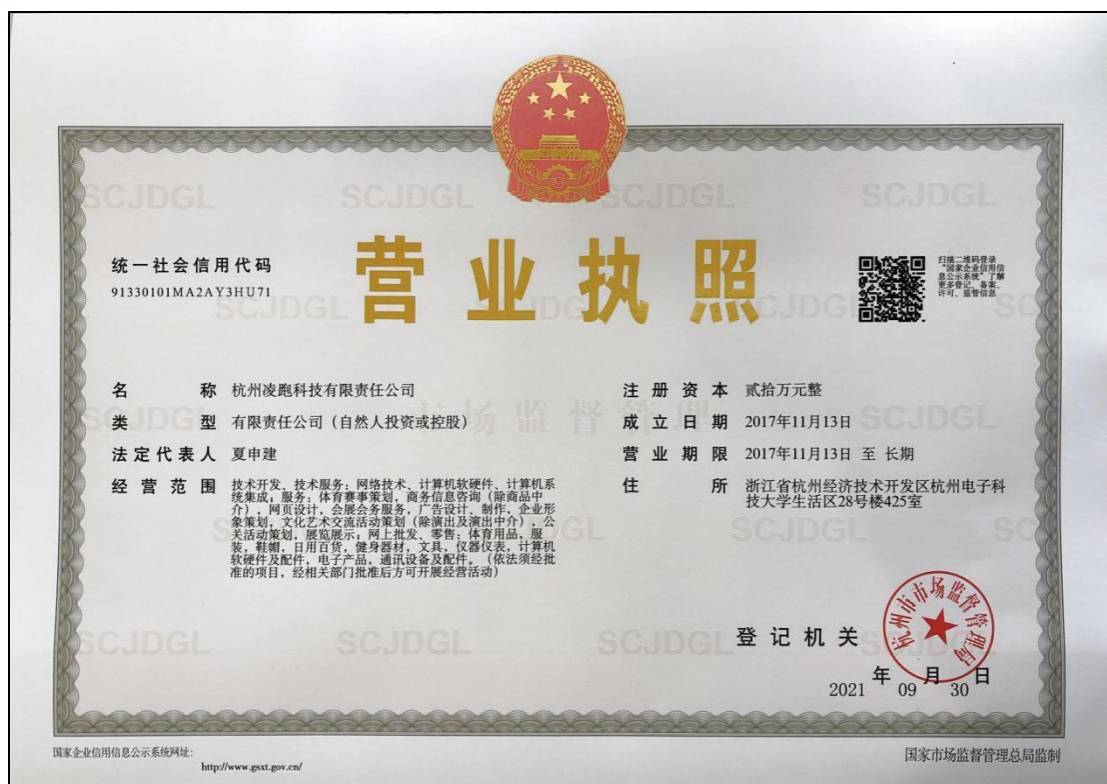 SCJDGL SCJDGL SCJDGL SCJDGL
营业执照
统一社会信用代码
91330101MA2AY3HU71
扫描二维码登录
“国家企业信用信
息公示系统”了解
更多登记、备案、
许可、监管信息
名称 杭州凌跑科技有限责任公司
类型 有限责任公司（自然人投资或控股）
法定代表人 夏申建
经营范围 技术开发、技术服务：网络技术、计算机软硬件、计算机系
统集成；服务：体育赛事策划，商务信息咨询（除商品中
介），网页设计，会展会务服务，广告设计、制作，企业形
象策划，文化艺术交流活动策划（除演出及演出中介），公
关活动策划，展览展示；网上批发、零售：体育用品，服
装，鞋帽，日用百货，健身器材，文具，仪器仪表，计算机
软硬件及配件，电子产品，通讯设备及配件。（依法须经批
准的项目，经相关部门批准后方可开展经营活动）
注册资本 贰拾万元整
成立日期 2017年11月13日
营业期限 2017年11月13日 至 长期
住所 浙江省杭州经济技术开发区杭州电子科
技大学生活区28号楼425室
市场监督管理
SCJDGL SCJDGL SCJDGL
登记机关
杭州市市场监督管理局
2021年09月30日
国家企业信用信息公示系统网址：
http://www.gsxt.gov.cn/
国家市场监督管理总局监制